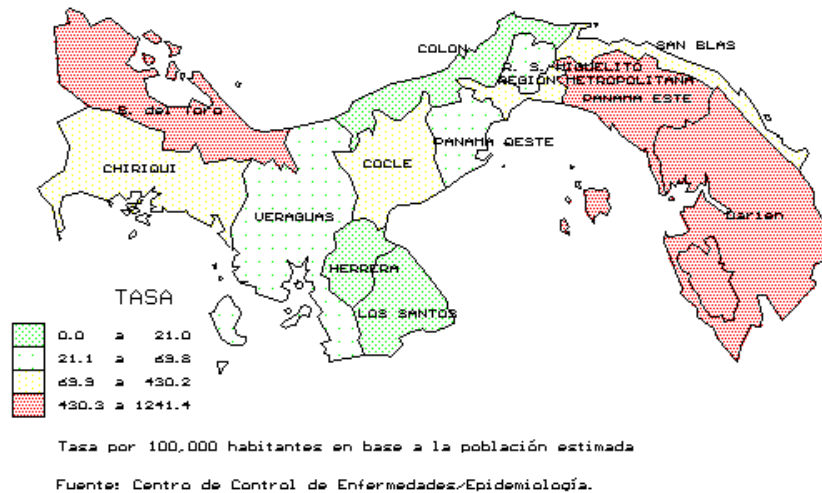 COLON
SAN BLAS
R. S. MIGUELITO
REGION METROPOLITANA
PANAMA ESTE
B. del Toro
PANAMA OESTE
CHIRIQUI
COCLE
VERAGUAS
Darien
HERRERA
LOS SANTOS
TASA
0.0 a 21.0
21.1 a 69.8
69.9 a 430.2
430.3 a 1241.4
Tasa por 100,000 habitantes en base a la población estimada
Fuente: Centro de Control de Enfermedades/Epidemiología.